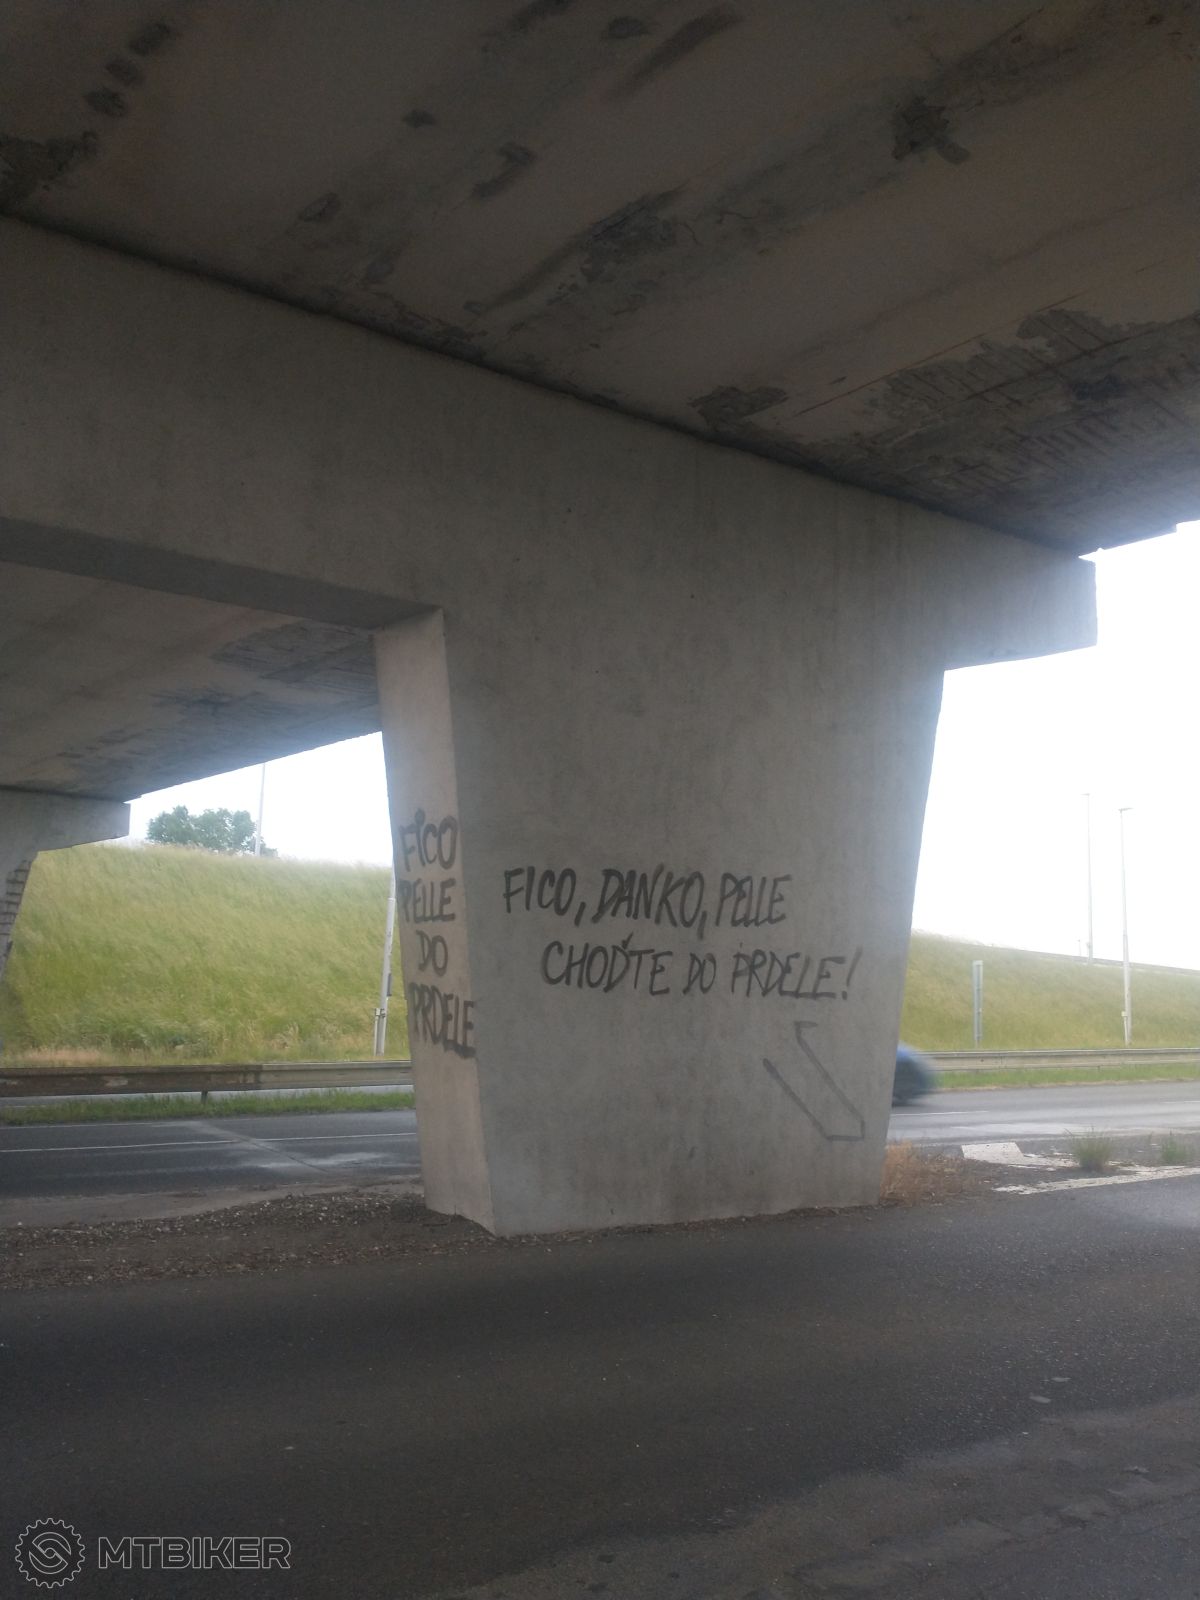 FICO
PELLE
DO
PRDELE
FICO, DANKO, PELLE
CHOĎTE DO PRDELE!
MTBIKER